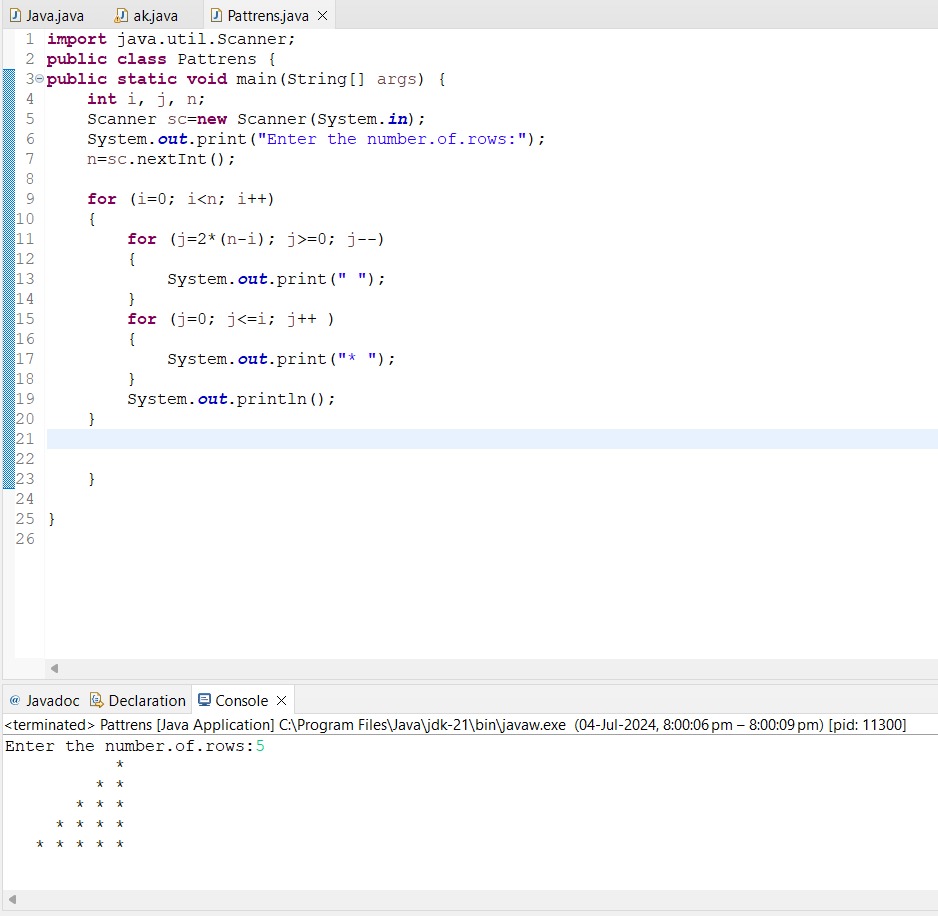 Java.java ak.java Pattrens.java
1 import java.util.Scanner;
2 public class Pattrens {
3 public static void main(String[] args) {
4     int i, j, n;
5     Scanner sc=new Scanner(System.in);
6     System.out.print("Enter the number.of.rows:");
7     n=sc.nextInt();
8
9     for (i=0; i<n; i++)
10     {
11         for (j=2*(n-i); j>=0; j--)
12         {
13             System.out.print(" ");
14         }
15         for (j=0; j<=i; j++ )
16         {
17             System.out.print("* ");
18         }
19         System.out.println();
20     }
21
22
23     }
24
25 }
26
@ Javadoc Declaration Console
<terminated> Pattrens [Java Application] C:\Program Files\Java\jdk-21\bin\javaw.exe (04-Jul-2024, 8:00:06 pm – 8:00:09 pm) [pid: 11300]
Enter the number.of.rows:5
           *
         * *
       * * *
     * * * *
   * * * * *